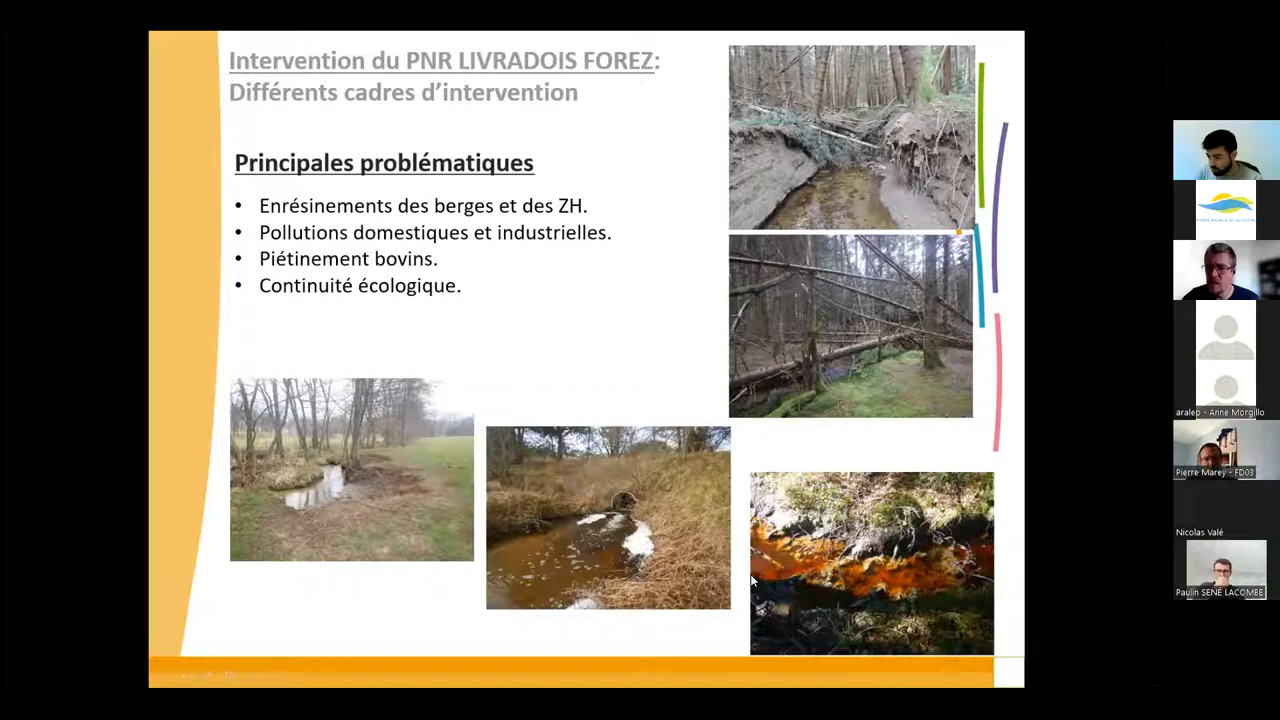 Intervention du PNR LIVRADOIS FOREZ:
Différents cadres d’intervention
Principales problématiques
• Enrésinements des berges et des ZH.
• Pollutions domestiques et industrielles.
• Piétinement bovins.
• Continuité écologique.
aralep - Anne Morgillo
Pierre Marey - FD03
Nicolas Valé
Paulin SENE LACOMBE